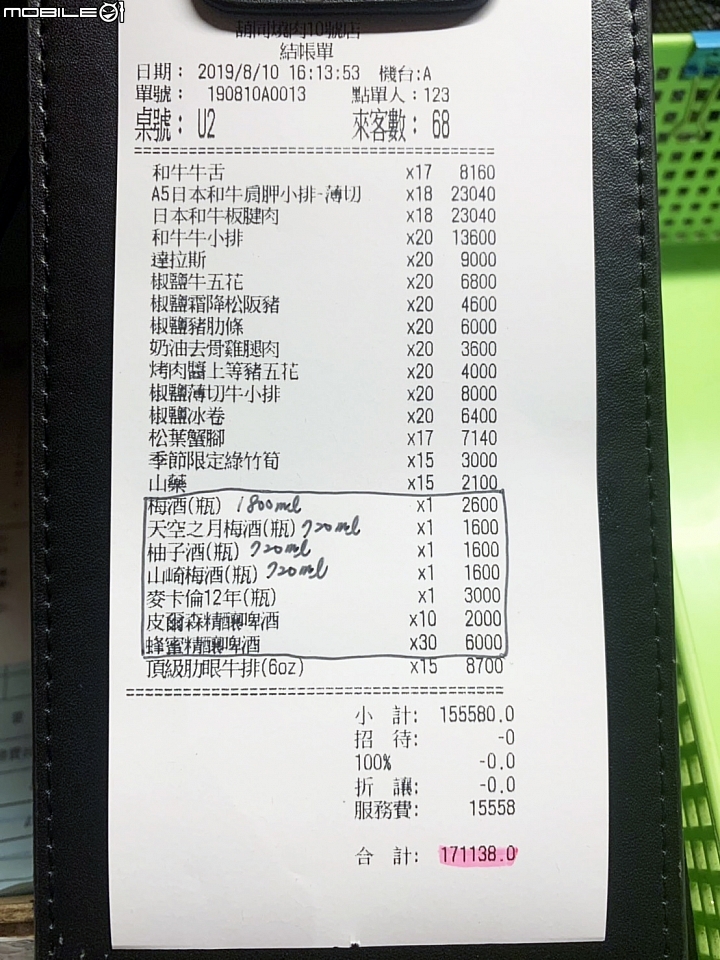 MOBILE01
胡同燒肉10號店
結帳單
日期： 2019/8/10 16:13:53 機台:A
單號： 190810A0013 點單人：123
桌號： U2 來客數： 68
和牛牛舌 x17 8160
A5日本和牛肩胛小排-薄切 x18 23040
日本和牛板腱肉 x18 23040
和牛牛小排 x20 13600
達拉斯 x20 9000
椒鹽牛五花 x20 6800
椒鹽霜降松阪豬 x20 4600
椒鹽豬肋條 x20 6000
奶油去骨雞腿肉 x20 3600
烤肉醬上等豬五花 x20 4000
椒鹽薄切牛小排 x20 8000
椒鹽冰卷 x20 6400
松葉蟹腳 x17 7140
季節限定綠竹筍 x15 3000
山藥 x15 2100
梅酒(瓶) 1800ml x1 2600
天空之月梅酒(瓶) 720ml x1 1600
柚子酒(瓶) 720ml x1 1600
山崎梅酒(瓶) 720ml x1 1600
麥卡倫12年(瓶) x1 3000
皮爾森精釀啤酒 x10 2000
蜂蜜精釀啤酒 x30 6000
頂級肋眼牛排(6oz) x15 8700
小 計: 155580.0
招 待: -0
100% -0.0
折 讓: -0.0
服務費: 15558
合 計: 171138.0